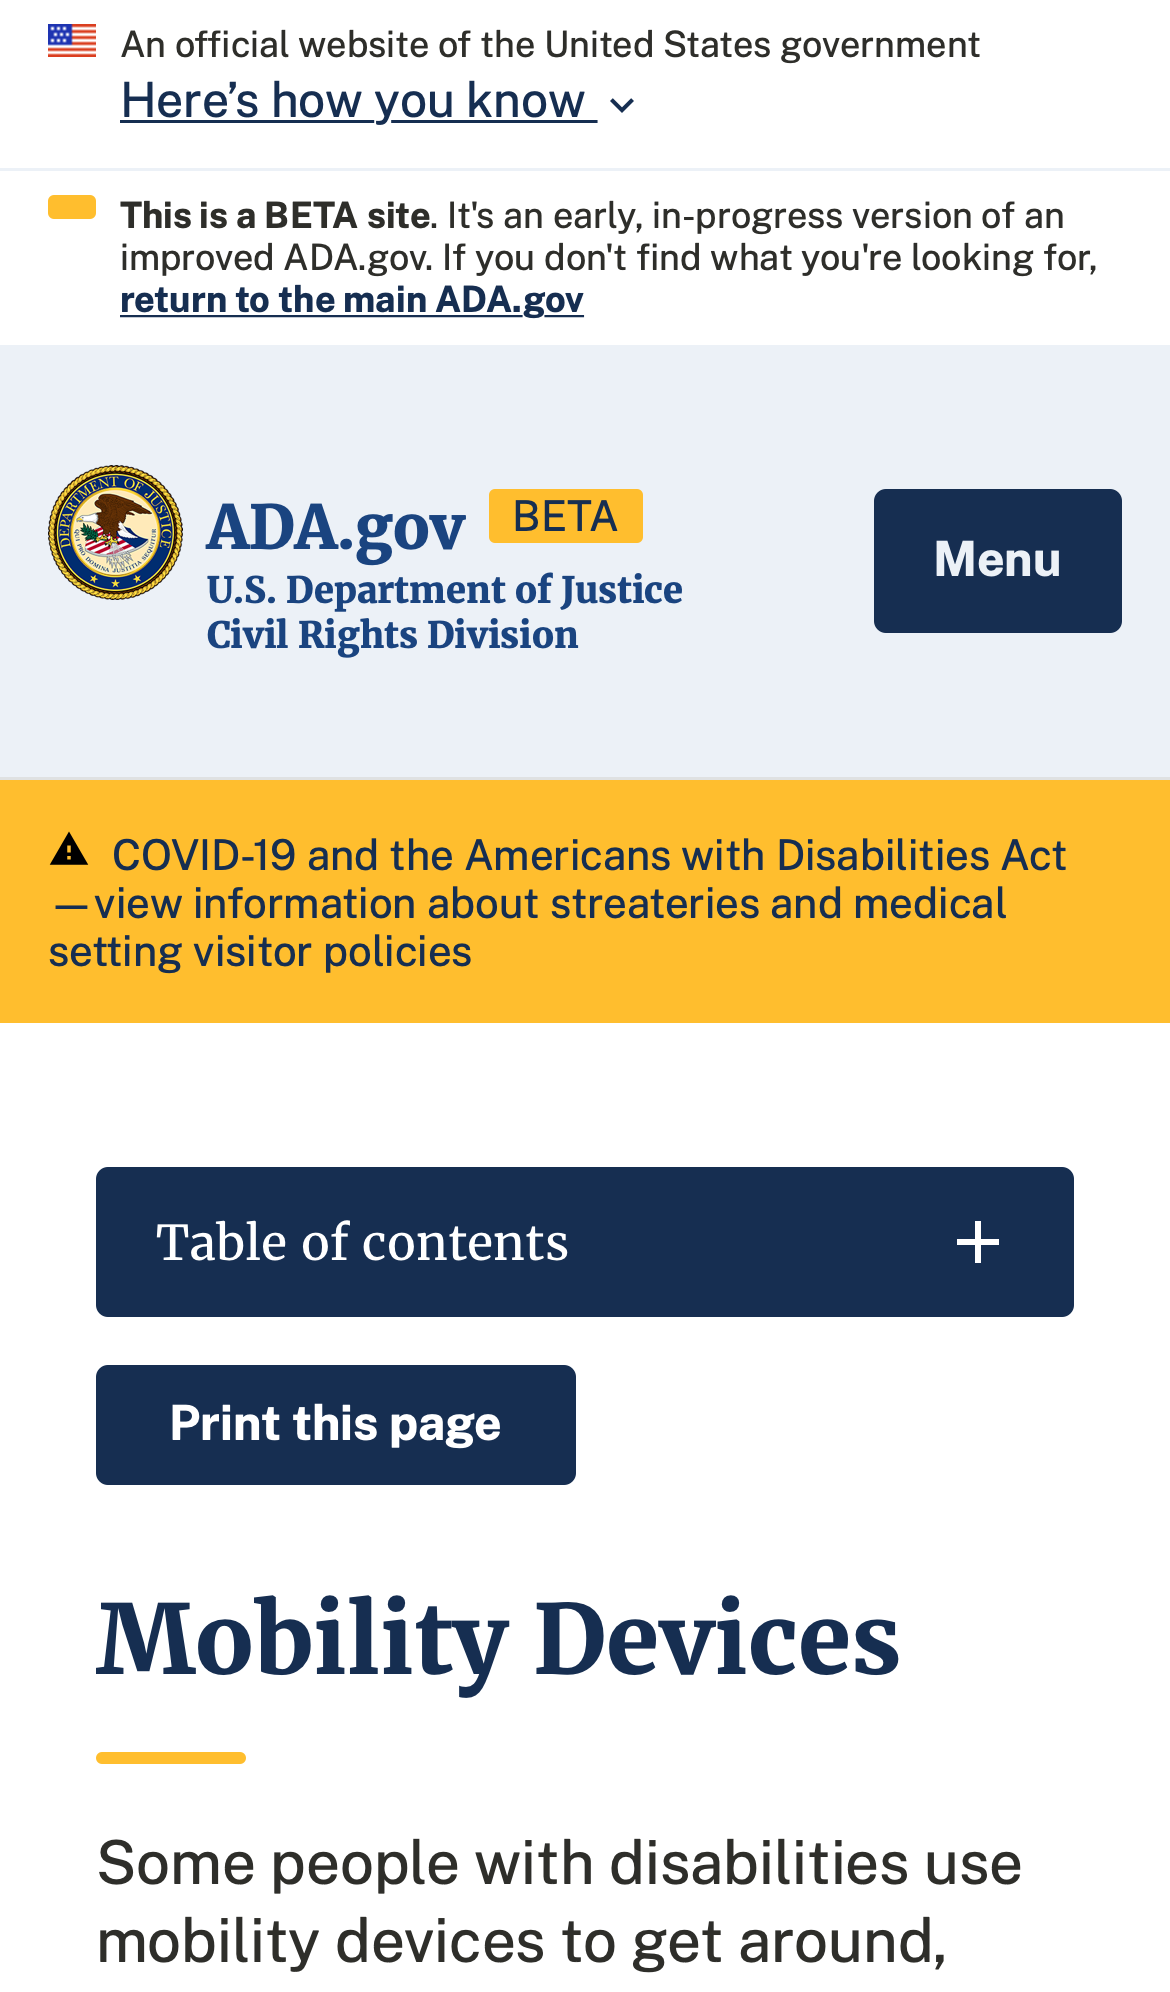 An official website of the United States government
Here’s how you know
This is a BETA site. It's an early, in-progress version of an
improved ADA.gov. If you don't find what you're looking for,
return to the main ADA.gov
DEPARTMENT OF JUSTICE
QUI PRO DOMINA JUSTITIA SEQUITUR
ADA.gov BETA
U.S. Department of Justice
Civil Rights Division
Menu
COVID-19 and the Americans with Disabilities Act
—view information about streateries and medical
setting visitor policies
Table of contents
Print this page
Mobility Devices
Some people with disabilities use
mobility devices to get around,